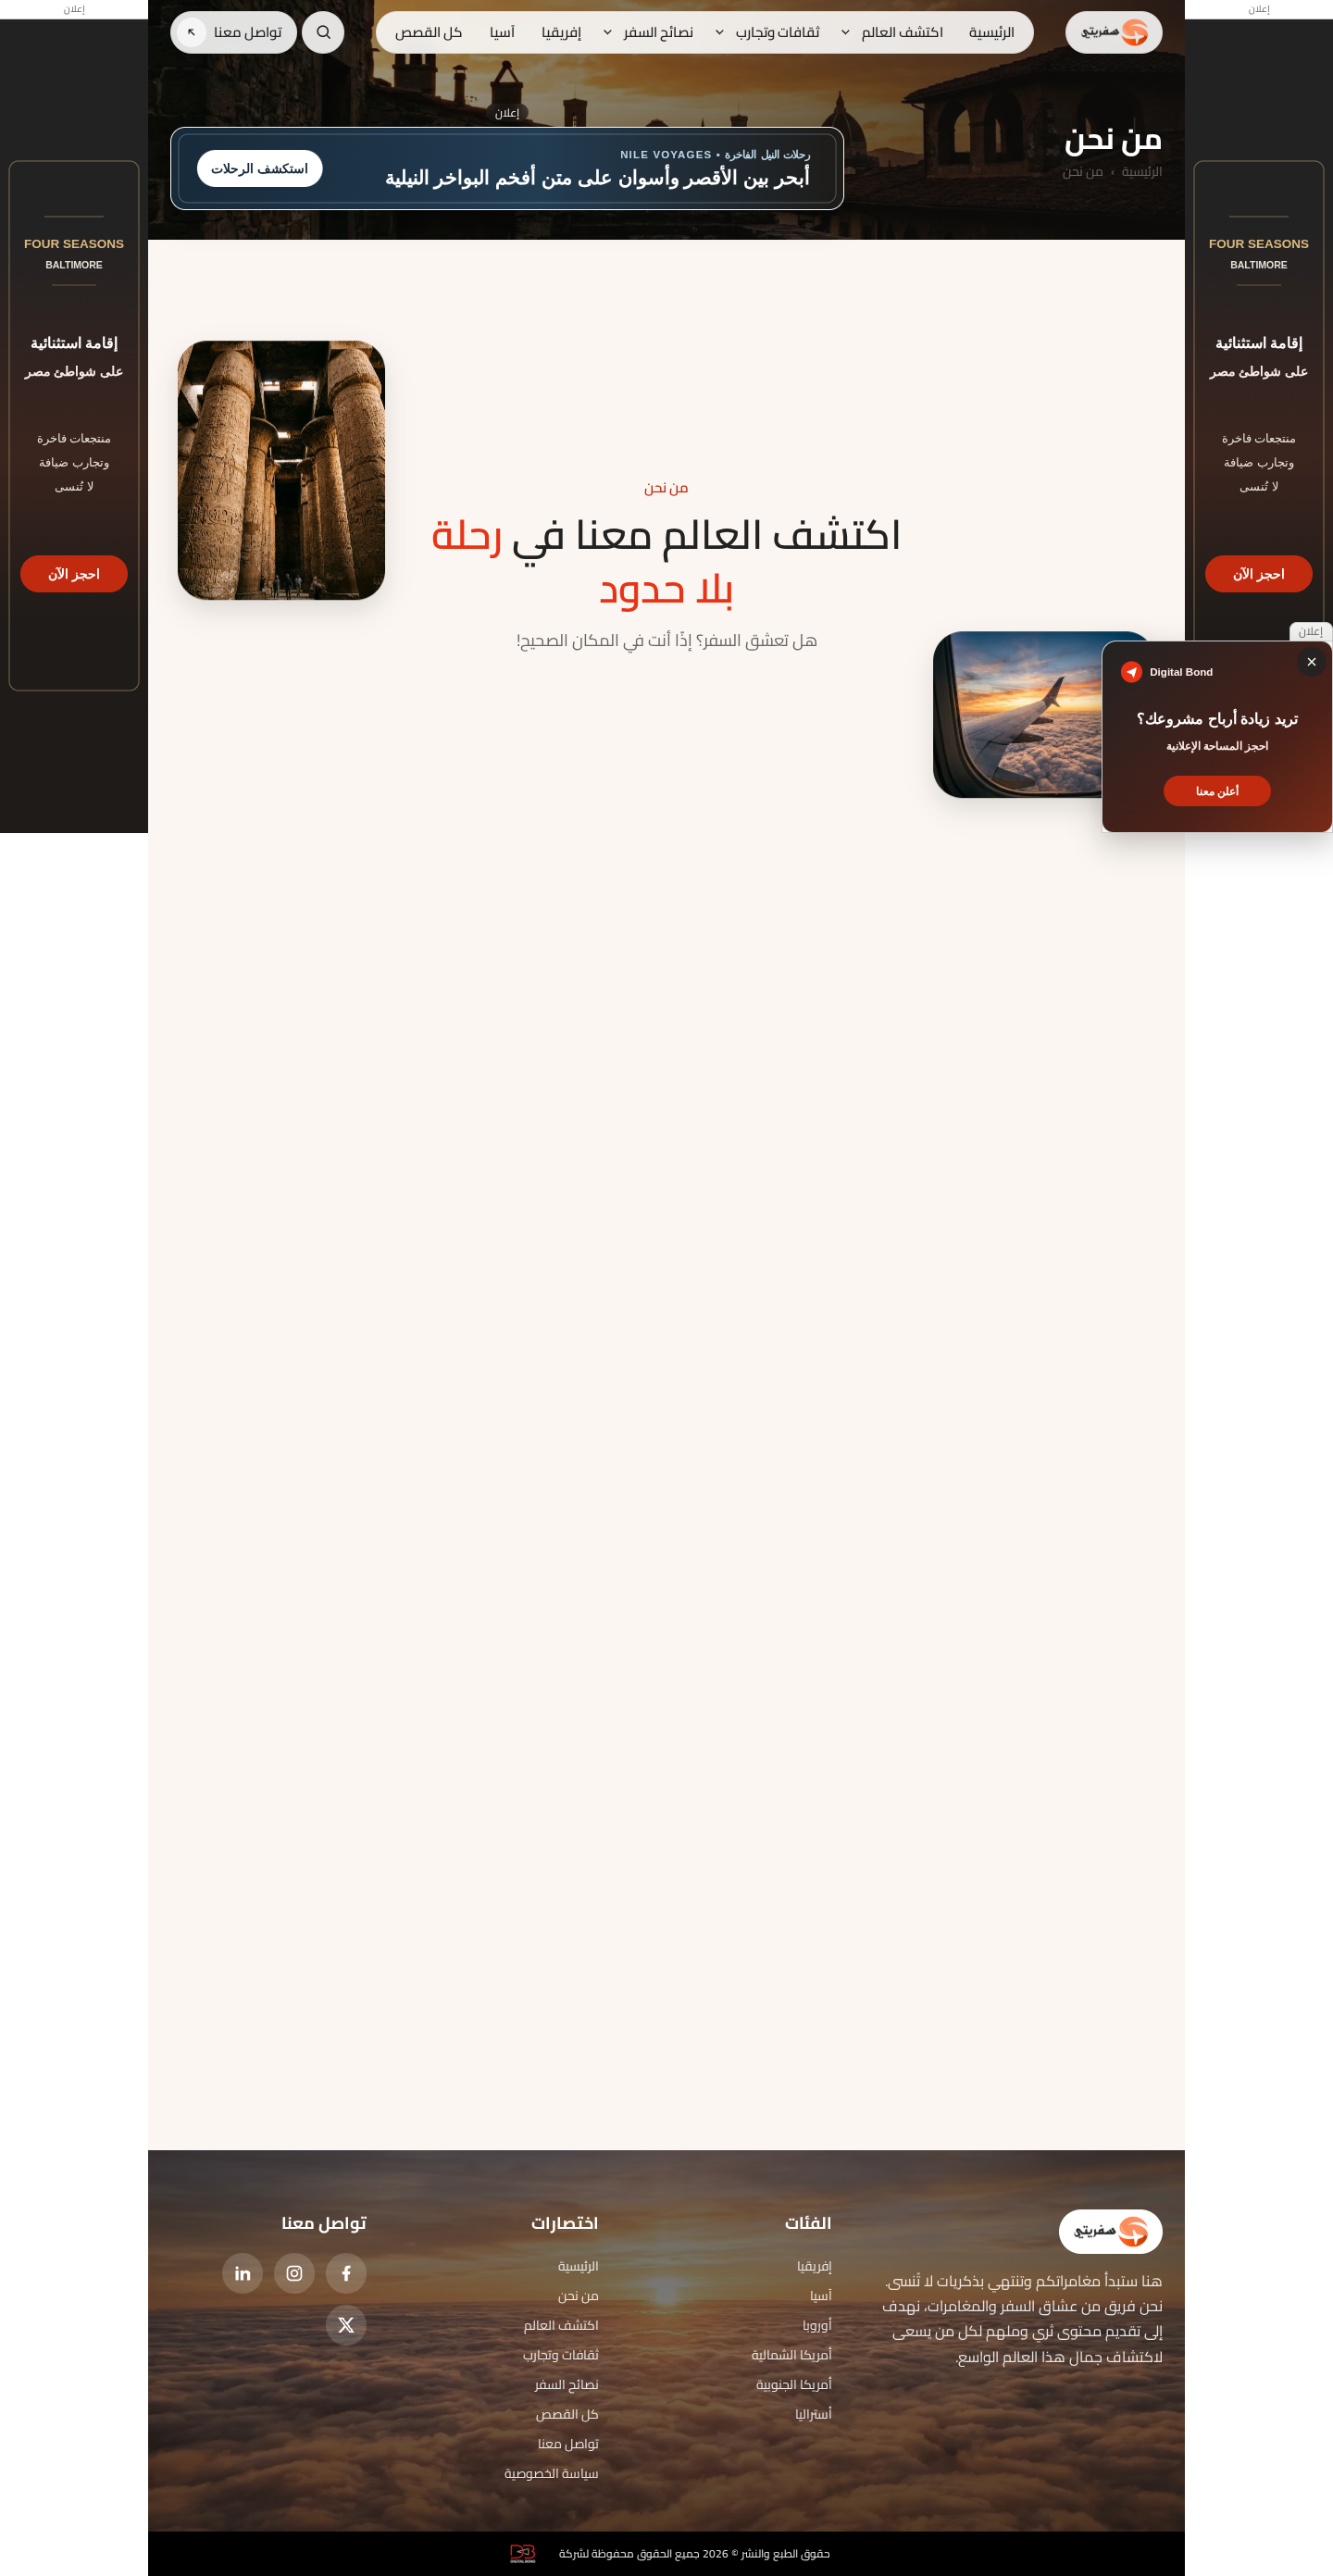 إعلان
إعلان
سفريتي
الرئيسية
اكتشف العالم
ثقافات وتجارب
نصائح السفر
إفريقيا
آسيا
كل القصص
تواصل معنا
من نحن
الرئيسية › من نحن
إعلان
رحلات النيل الفاخرة • NILE VOYAGES
أبحر بين الأقصر وأسوان على متن أفخم البواخر النيلية
استكشف الرحلات
FOUR SEASONS
BALTIMORE
إقامة استثنائية
على شواطئ مصر
منتجعات فاخرة
وتجارب ضيافة
لا تُنسى
احجز الآن
FOUR SEASONS
BALTIMORE
إقامة استثنائية
على شواطئ مصر
منتجعات فاخرة
وتجارب ضيافة
لا تُنسى
احجز الآن
من نحن
اكتشف العالم معنا في رحلة
بلا حدود
هل تعشق السفر؟ إذًا أنت في المكان الصحيح!
إعلان
Digital Bond
تريد زيادة أرباح مشروعك؟
احجز المساحة الإعلانية
أعلن معنا
سفريتي
هنا ستبدأ مغامراتكم وتنتهي بذكريات لا تُنسى.
نحن فريق من عشاق السفر والمغامرات، نهدف
إلى تقديم محتوى ثري وملهم لكل من يسعى
لاكتشاف جمال هذا العالم الواسع.
الفئات
إفريقيا
آسيا
أوروبا
أمريكا الشمالية
أمريكا الجنوبية
أستراليا
اختصارات
الرئيسية
من نحن
اكتشف العالم
ثقافات وتجارب
نصائح السفر
كل القصص
تواصل معنا
سياسة الخصوصية
تواصل معنا
حقوق الطبع والنشر © 2026 جميع الحقوق محفوظة لشركة
DIGITAL BOND